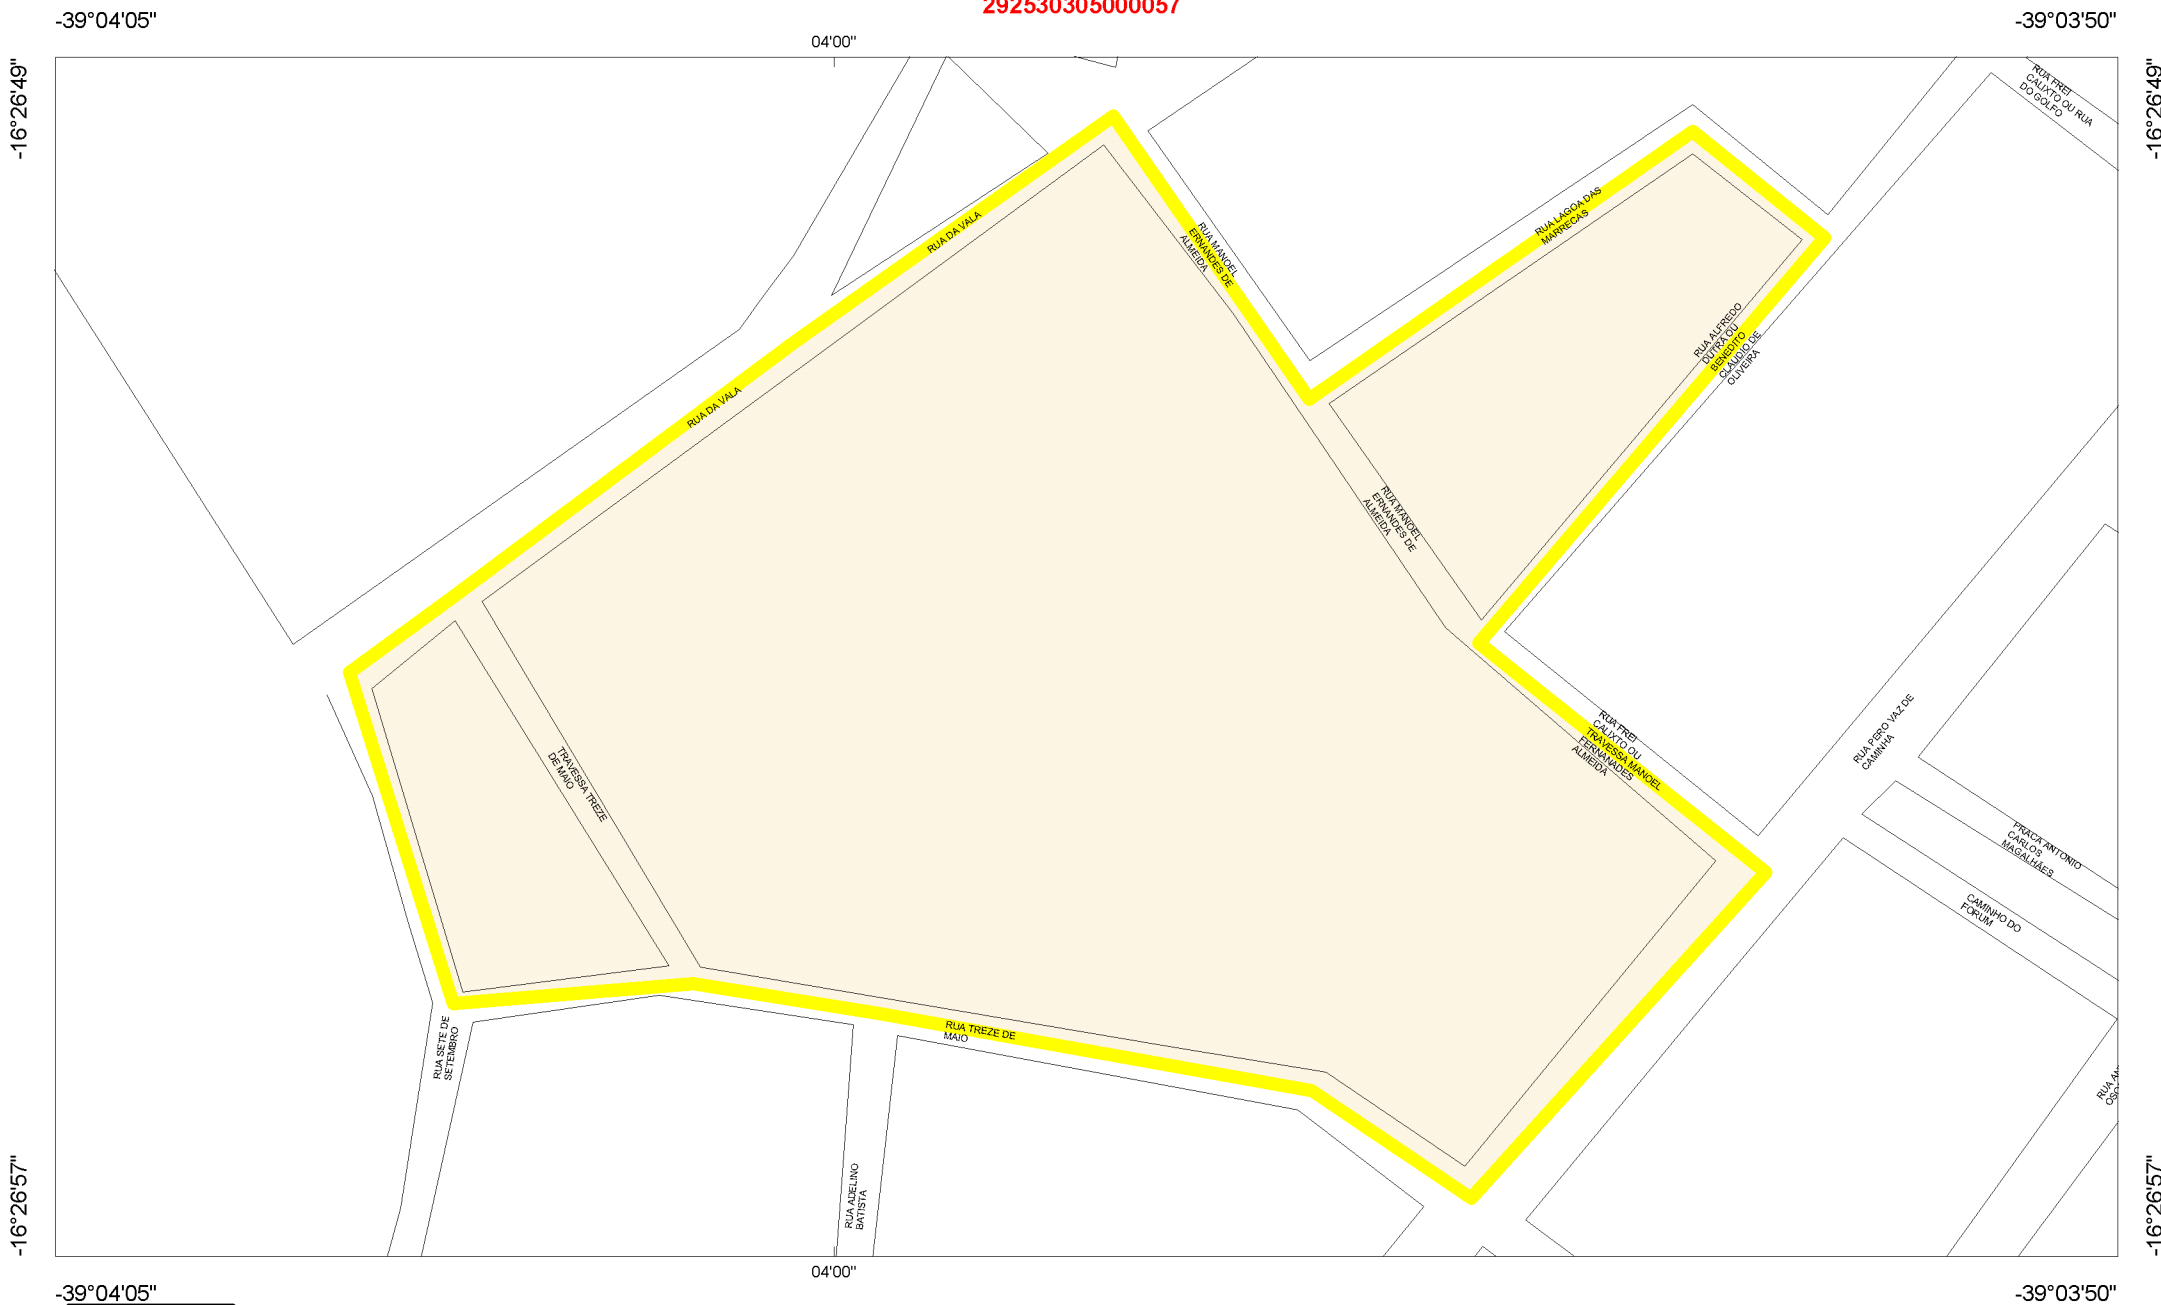 292530305000057
-39°04'05"
-39°03'50"
04'00"
-16°26'49"
-16°26'49"
RUA FREI
CALIXTO OU RUA
DO GOLFO
RUA DA VALA
RUA MANOEL
ERNANDES DE
ALMEIDA
RUA LAGOA DAS
MARRECAS
RUA ALFREDO
DUTRA OU
BENEDITO
CLAUDIO DE
OLIVEIRA
RUA DA VALA
RUA MANOEL
ERNANDES DE
ALMEIDA
RUA FREI
CALIXTO OU
TRAVESSA MANOEL
FERNANADES
ALMEIDA
RUA PERO VAZ DE
CAMINHA
TRAVESSA TREZE
DE MAIO
PRACA ANTONIO
CARLOS
MAGALHÃES
CAMINHO DO
FORUM
RUA SETE DE
SETEMBRO
RUA TREZE DE
MAIO
RUA ADELINO
BATISTA
-16°26'57"
-16°26'57"
04'00"
-39°04'05"
-39°03'50"